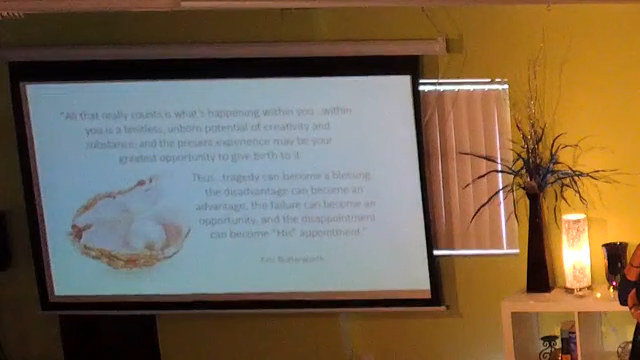 "All that really counts is what's happening within you...within
you is a limitless, unborn potential of creativity and
substance, and the present experience may be your
greatest opportunity to give birth to it.
Thus...tragedy can become a blessing,
the disadvantage can become an
advantage, the failure can become an
opportunity, and the disappointment
can become "His" appointment."
Eric Butterworth